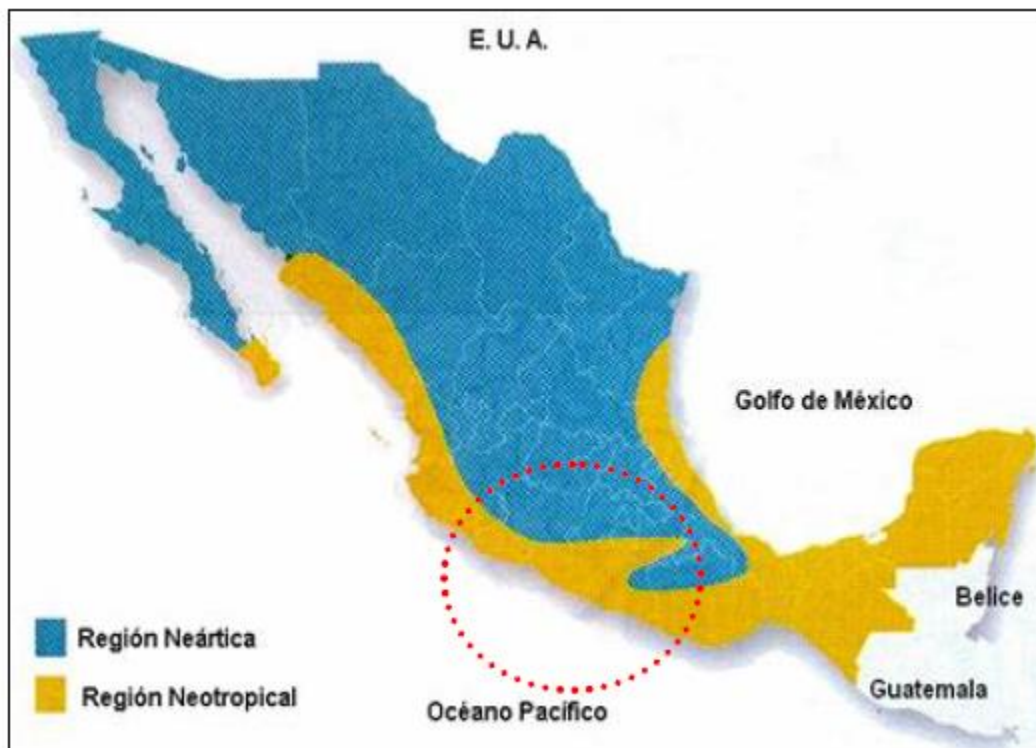 E. U. A.
Golfo de México
Belice
Región Neártica
Región Neotropical
Guatemala
Océano Pacífico